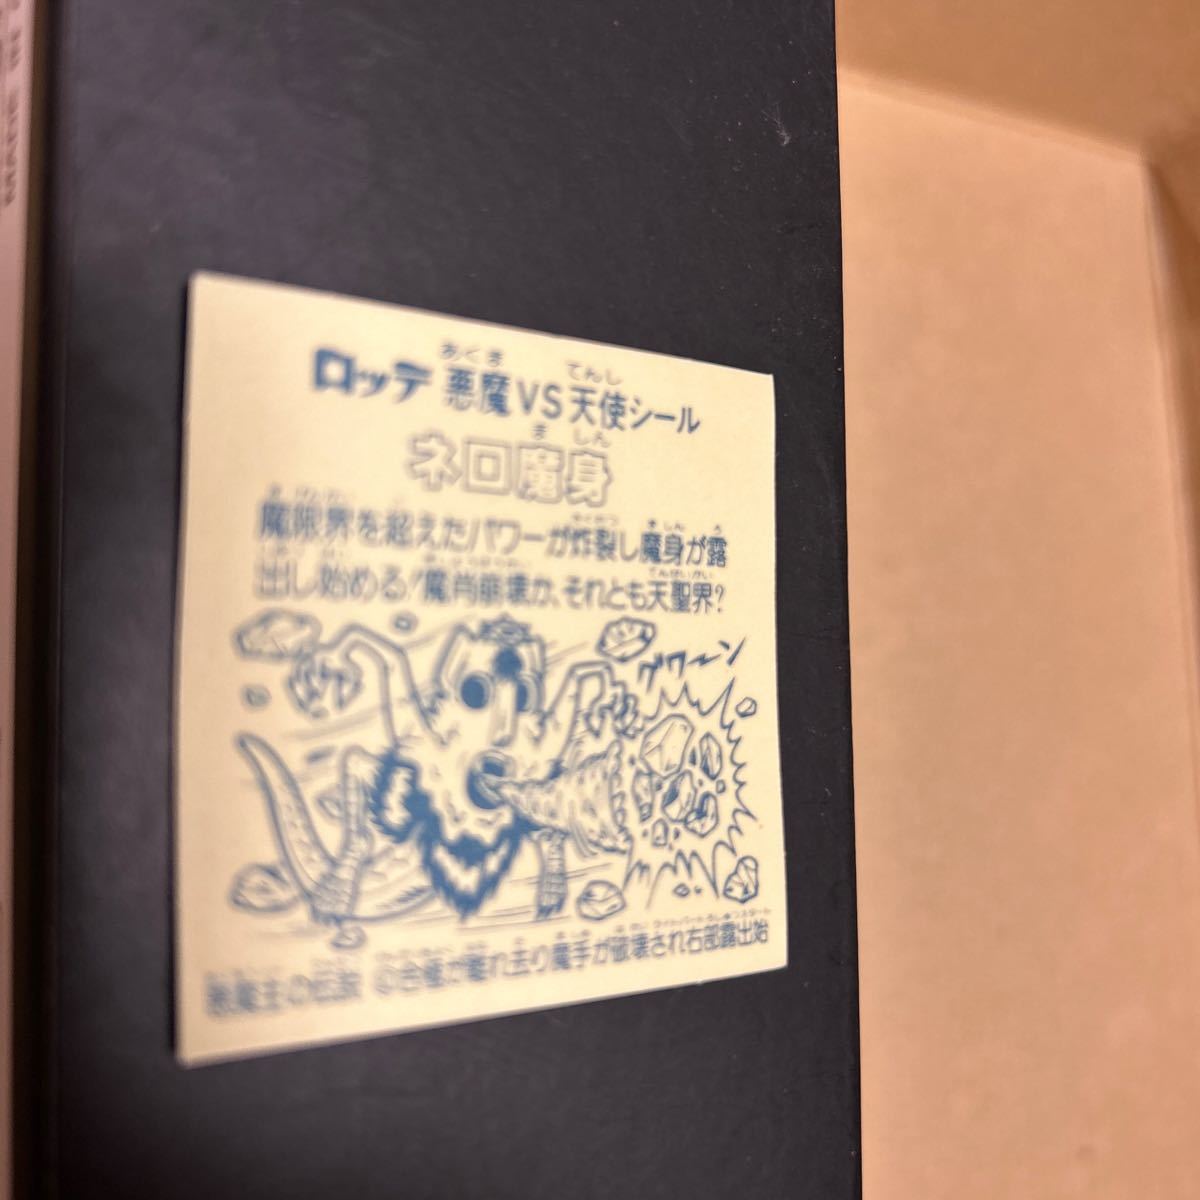 ロッテ 悪魔VS天使シール
ネロ魔身
魔限界を超えたパワーが炸裂し魔身が露
出し始める!魔肖崩壊か、それとも天聖界?
グワ〜ン
悪魔主の伝説 合権が離れ去り魔手が破壊され右部露出始